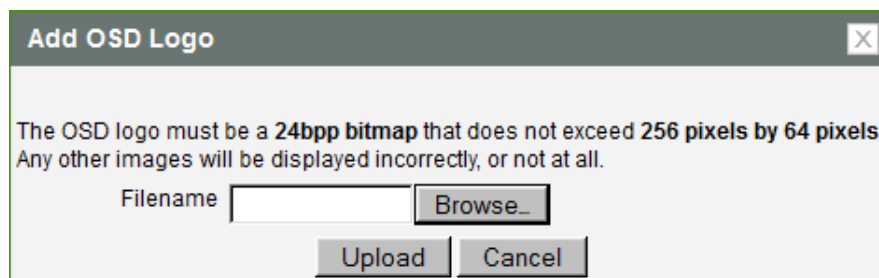 Add OSD Logo X
The OSD logo must be a 24bpp bitmap that does not exceed 256 pixels by 64 pixels
Any other images will be displayed incorrectly, or not at all.
Filename Browse...
Upload Cancel